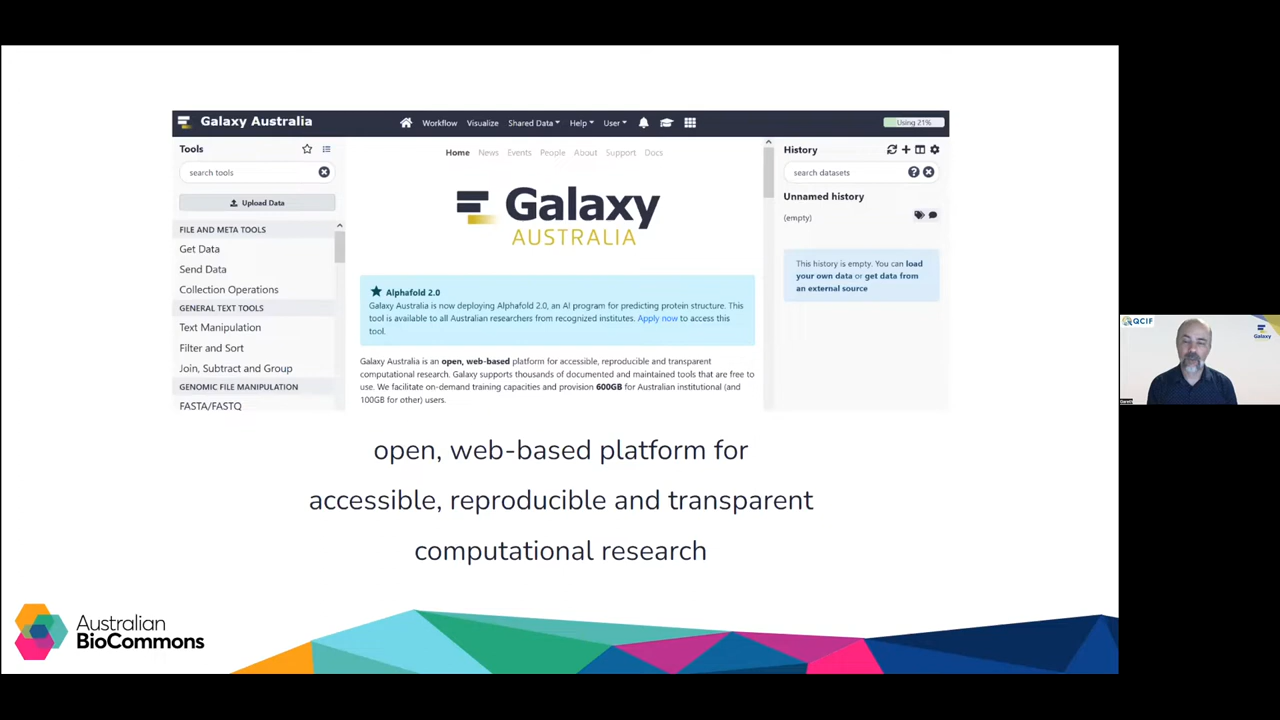 Galaxy Australia
Workflow Visualize Shared Data Help User
Using 21%
Tools
search tools
Upload Data
FILE AND META TOOLS
Get Data
Send Data
Collection Operations
GENERAL TEXT TOOLS
Text Manipulation
Filter and Sort
Join, Subtract and Group
GENOMIC FILE MANIPULATION
FASTA/FASTQ
Home News Events People About Support Docs
Galaxy
AUSTRALIA
Alphafold 2.0
Galaxy Australia is now deploying Alphafold 2.0, an AI program for predicting protein structure. This
tool is available to all Australian researchers from recognized institutes. Apply now to access this
tool.
Galaxy Australia is an open, web-based platform for accessible, reproducible and transparent
computational research. Galaxy supports thousands of documented and maintained tools that are free to
use. We facilitate on-demand training capacities and provision 600GB for Australian institutional (and
100GB for other) users.
History
search datasets
Unnamed history
(empty)
This history is empty. You can load
your own data or get data from
an external source
open, web-based platform for
accessible, reproducible and transparent
computational research
Australian
BioCommons
QCIF
Galaxy